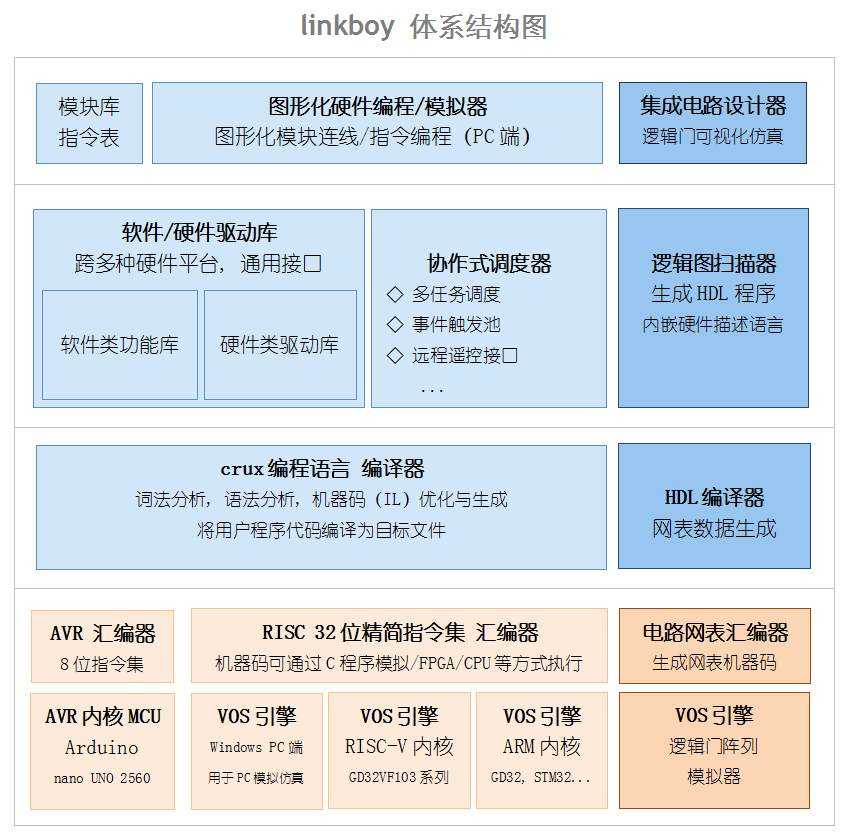 linkboy 体系结构图
模块库
指令表
图形化硬件编程/模拟器
图形化模块连线/指令编程（PC 端）
集成电路设计器
逻辑门可视化仿真
软件/硬件驱动库
跨多种硬件平台，通用接口
软件类功能库
硬件类驱动库
协作式调度器
◇ 多任务调度
◇ 事件触发池
◇ 远程遥控接口
...
逻辑图扫描器
生成 HDL 程序
内嵌硬件描述语言
crux 编程语言 编译器
词法分析，语法分析，机器码（IL）优化与生成
将用户程序代码编译为目标文件
HDL 编译器
网表数据生成
AVR 汇编器
8 位指令集
RISC 32 位精简指令集 汇编器
机器码可通过 C 程序模拟/FPGA/CPU 等方式执行
电路网表汇编器
生成网表机器码
AVR 内核 MCU
Arduino
nano UNO 2560
VOS 引擎
Windows PC 端
用于 PC 模拟仿真
VOS 引擎
RISC-V 内核
GD32VF103 系列
VOS 引擎
ARM 内核
GD32, STM32...
VOS 引擎
逻辑门阵列
模拟器